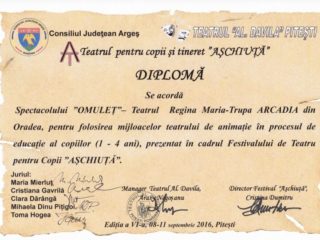 Consiliul Județean Argeș
TEATRUL "AL. DAVILA" PITEȘTI
Teatrul pentru copii și tineret "AȘCHIUȚĂ"
DIPLOMĂ
Se acordă
Spectacolului "OMULEȚ"– Teatrul Regina Maria-Trupa ARCADIA din
Oradea, pentru folosirea mijloacelor teatrului de animație în procesul de
educație al copiilor (1 - 4 ani), prezentat în cadrul Festivalului de Teatru
pentru Copii "AȘCHIUȚĂ".
Juriul:
Maria Mierluț
Cristiana Gavrilă
Clara Dărângă
Mihaela Dinu Pițigoi
Toma Hogea
Manager Teatrul Al. Davila,
Director Festival "Așchiuță",
Cristina Dumitru
Ediția a VI-a, 08-11 septembrie 2016, Pitești